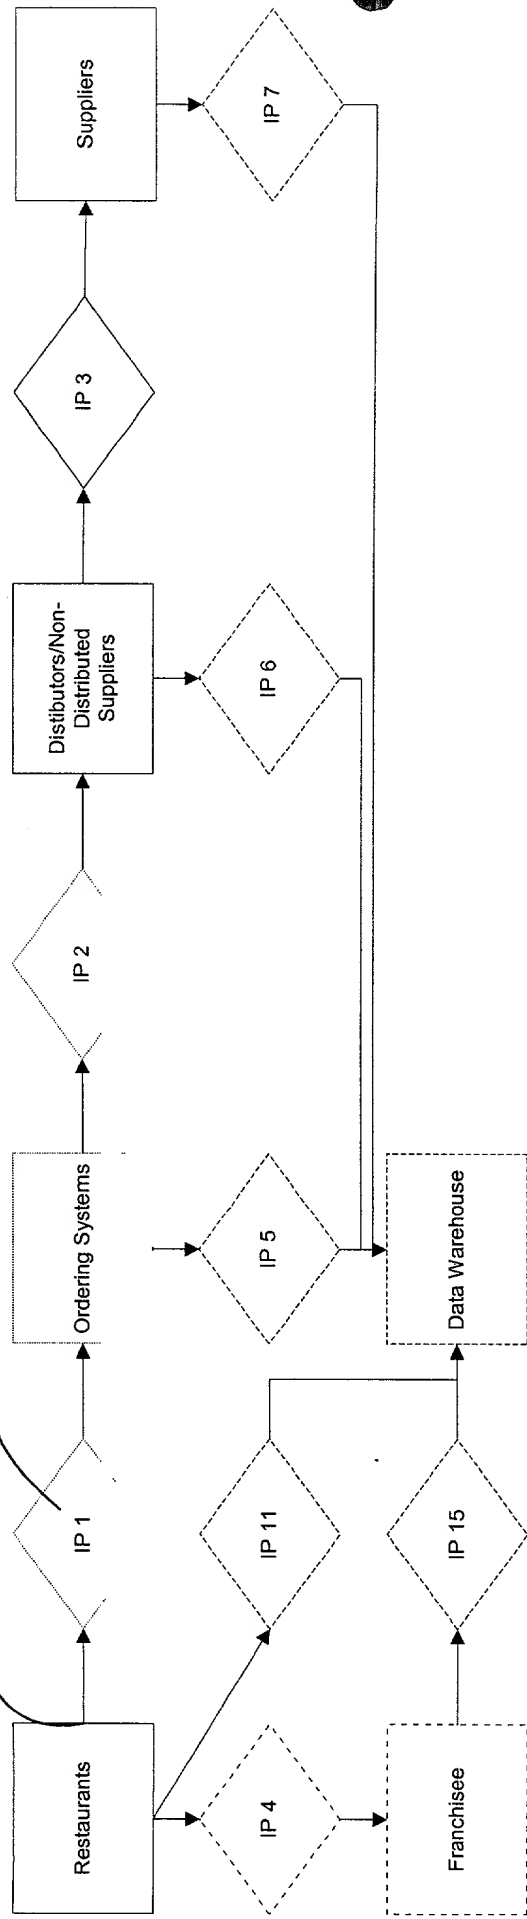 Restaurants
IP 1
Ordering Systems
IP 2
Distibutors/Non-
Distributed
Suppliers
IP 3
Suppliers
IP 4
IP 11
IP 5
IP 6
IP 7
Franchisee
IP 15
Data Warehouse